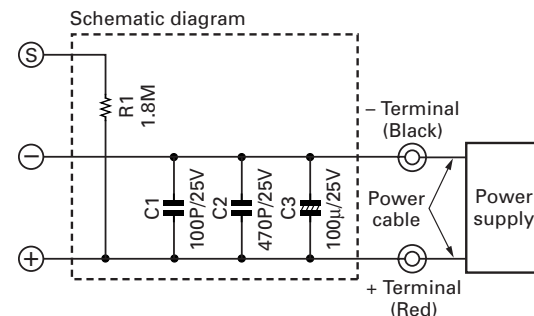 Schematic diagram
S
R1
1.8M
– Terminal
(Black)
−
C1
100P/25V
C2
470P/25V
C3
100µ/25V
Power
cable
Power
supply
+
+ Terminal
(Red)